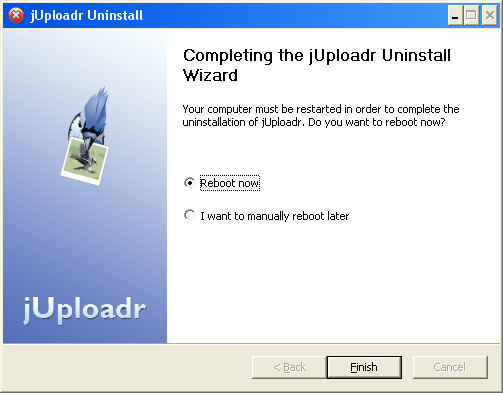 jUploadr Uninstall
Completing the jUploadr Uninstall
Wizard
Your computer must be restarted in order to complete the
uninstallation of jUploadr. Do you want to reboot now?
Reboot now
I want to manually reboot later
jUploadr
< Back
Finish
Cancel